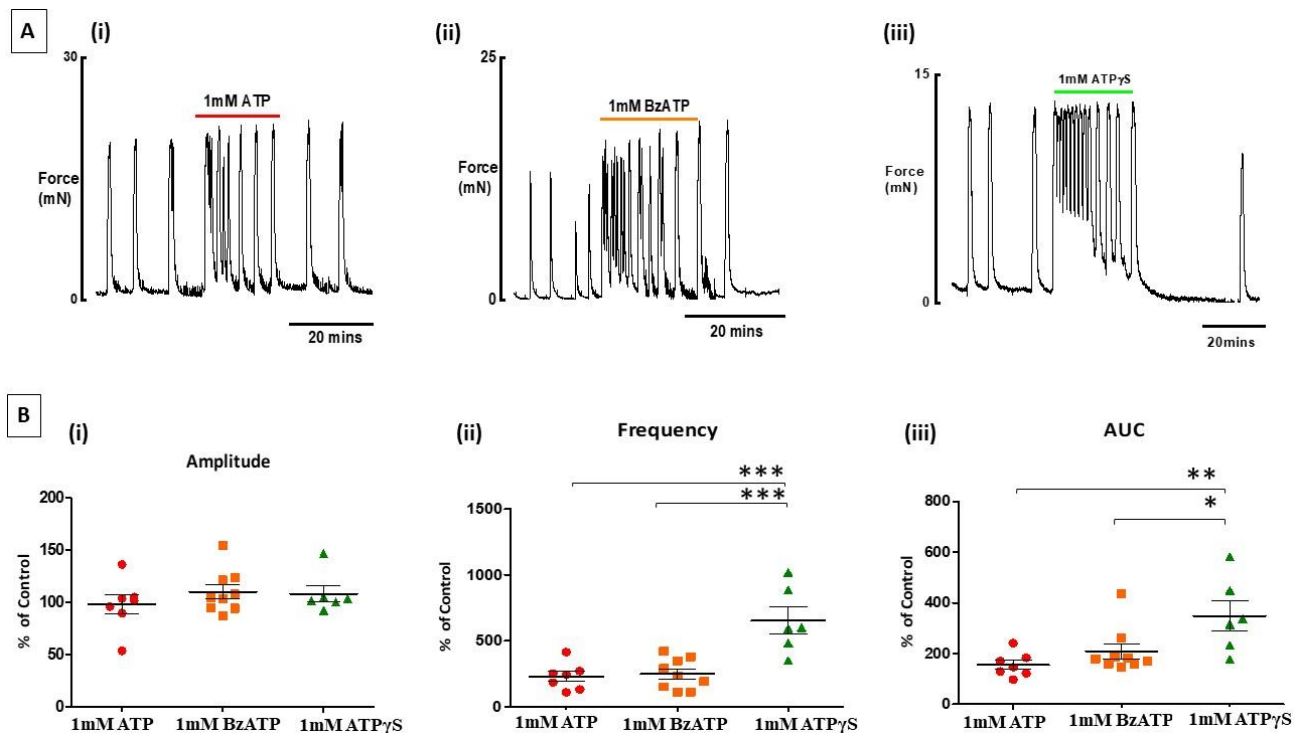 A
(i)
30
1mM ATP
Force
(mN)
0
20 mins
(ii)
25
1mM BzATP
Force
(mN)
0
20 mins
(iii)
15
1mM ATPγS
Force
(mN)
0
20mins
B
(i)
Amplitude
200
150
100
50
0
% of Control
1mM ATP 1mM BzATP 1mM ATPγS
(ii)
Frequency
***
***
1500
1000
500
0
% of Control
1mM ATP 1mM BzATP 1mM ATPγS
(iii)
AUC
**
*
800
600
400
200
0
% of Control
1mM ATP 1mM BzATP 1mM ATPγS